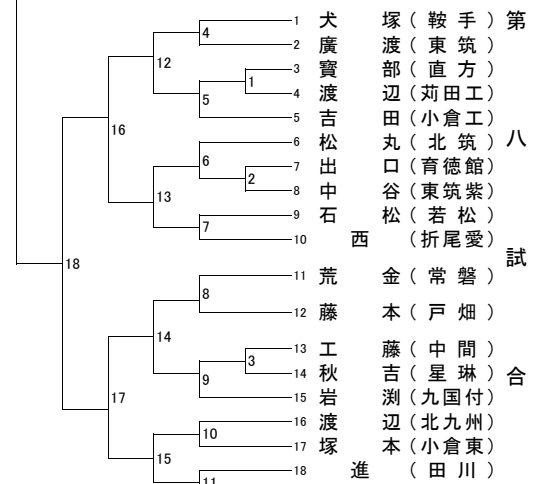 第八試合
1 犬塚（鞍手）
2 廣渡（東筑）
3 寳部（直方）
4 渡辺（苅田工）
5 吉田（小倉工）
6 松丸（北筑）
7 出口（育徳館）
8 中谷（東筑紫）
9 石松（若松）
10 西（折尾愛）
11 荒金（常磐）
12 藤本（戸畑）
13 工藤（中間）
14 秋吉（星琳）
15 岩渕（九国付）
16 渡辺（北九州）
17 塚本（小倉東）
18 進（田川）
4
12
1
5
16
6
2
13
7
18
8
14
3
9
17
10
15
11